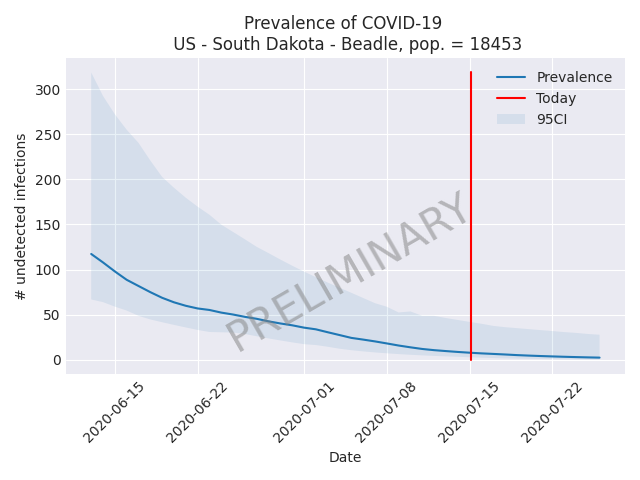 Prevalence of COVID-19
US - South Dakota - Beadle, pop. = 18453
Prevalence
Today
95CI
PRELIMINARY
# undetected infections
300
250
200
150
100
50
0
2020-06-15
2020-06-22
2020-07-01
2020-07-08
2020-07-15
2020-07-22
Date